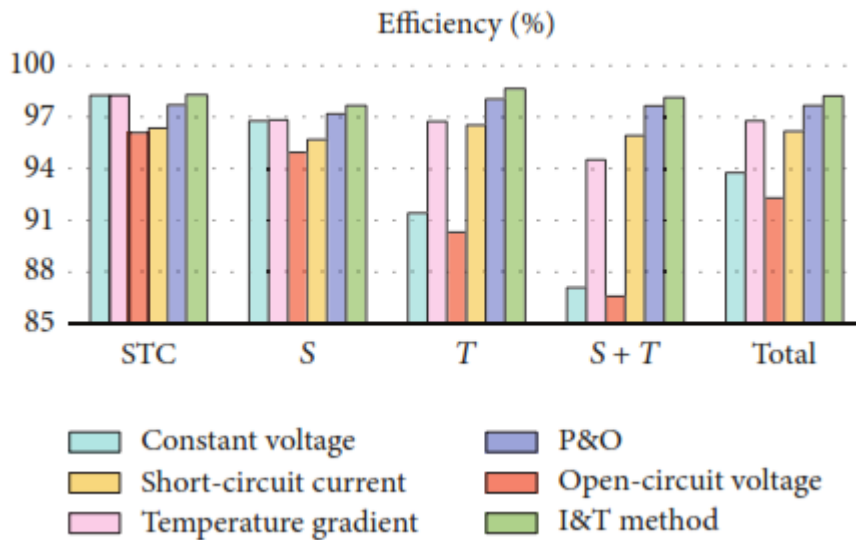 Efficiency (%)
100
97
94
91
88
85
STC S T S + T Total
Constant voltage P&O
Short-circuit current Open-circuit voltage
Temperature gradient I&T method